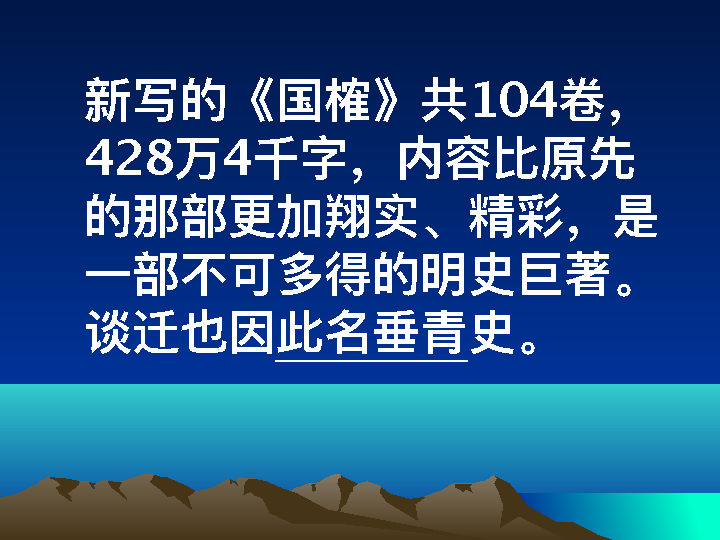 新写的《国榷》共104卷，
428万4千字，内容比原先
的那部更加翔实、精彩，是
一部不可多得的明史巨著。
谈迁也因此名垂青史。